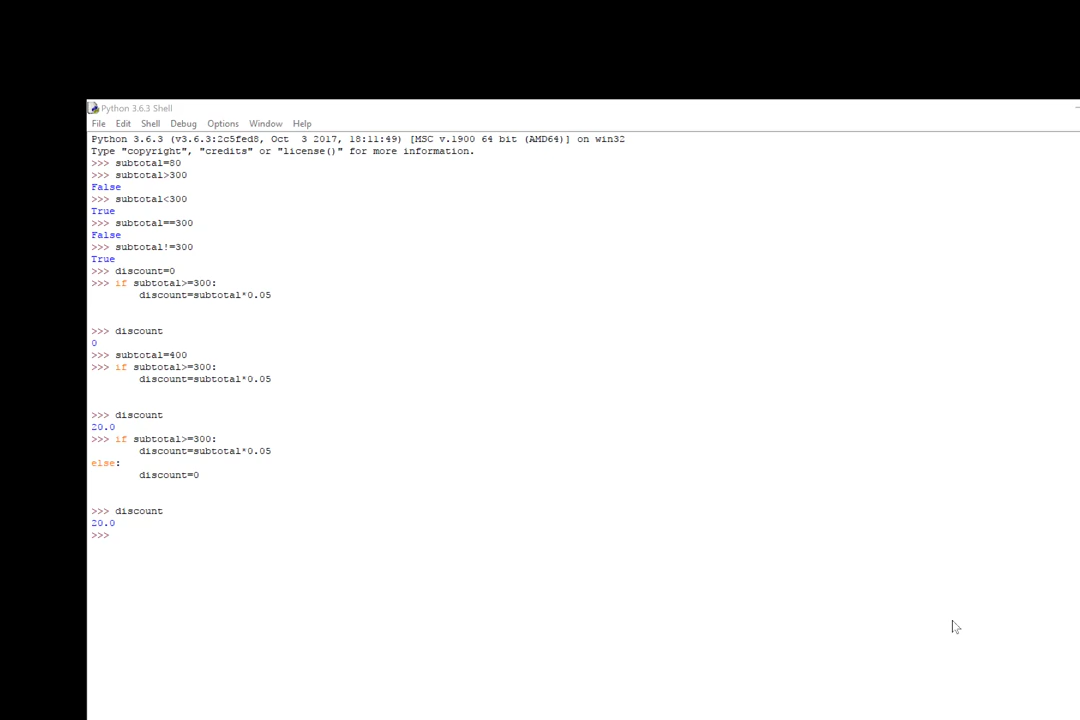 Python 3.6.3 Shell
File Edit Shell Debug Options Window Help
Python 3.6.3 (v3.6.3:2c5fed8, Oct  3 2017, 18:11:49) [MSC v.1900 64 bit (AMD64)] on win32
Type "copyright", "credits" or "license()" for more information.
>>> subtotal=80
>>> subtotal>300
False
>>> subtotal<300
True
>>> subtotal==300
False
>>> subtotal!=300
True
>>> discount=0
>>> if subtotal>=300:
        discount=subtotal*0.05
>>> discount
0
>>> subtotal=400
>>> if subtotal>=300:
        discount=subtotal*0.05
>>> discount
20.0
>>> if subtotal>=300:
        discount=subtotal*0.05
else:
        discount=0
>>> discount
20.0
>>>